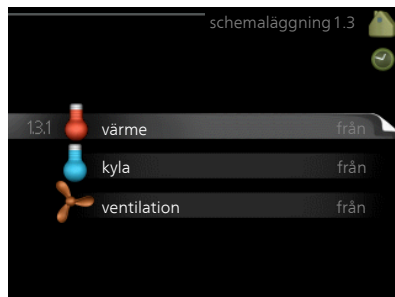 schemaläggning 1.3
1.3.1 värme från
kyla från
ventilation från